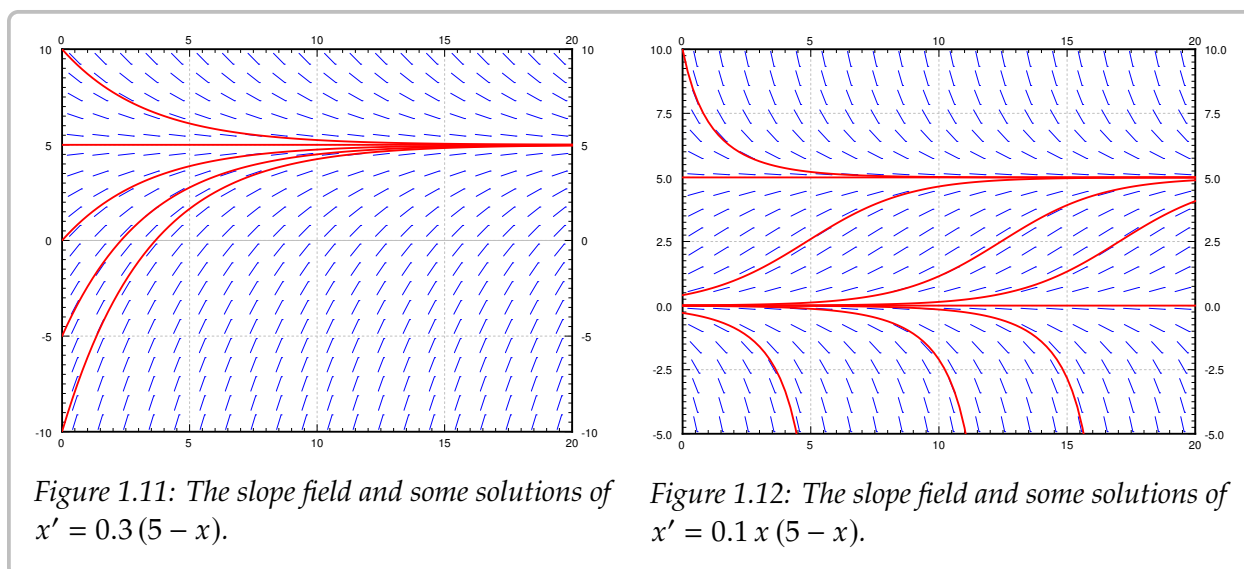 0 5 10 15 20
10 10
5 5
0 0
-5 -5
-10 -10
0 5 10 15 20
Figure 1.11: The slope field and some solutions of
x′ = 0.3 (5 − x).
0 5 10 15 20
10.0 10.0
7.5 7.5
5.0 5.0
2.5 2.5
0.0 0.0
-2.5 -2.5
-5.0 -5.0
0 5 10 15 20
Figure 1.12: The slope field and some solutions of
x′ = 0.1 x (5 − x).